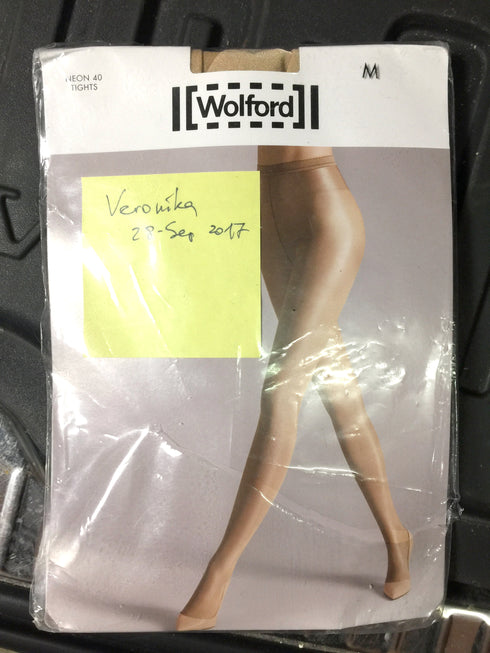 NEON 40
TIGHTS
M
Wolford
Veronika
28-Sep 2017